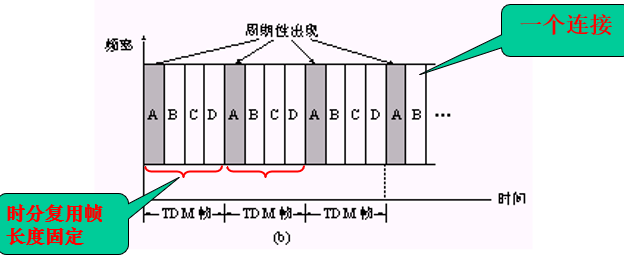 周期性出现
一个连接
频率
A B C D A B C D A B C D A B ···
时分复用帧
长度固定
时间
TDM 帧 TDM 帧 TDM 帧
(b)